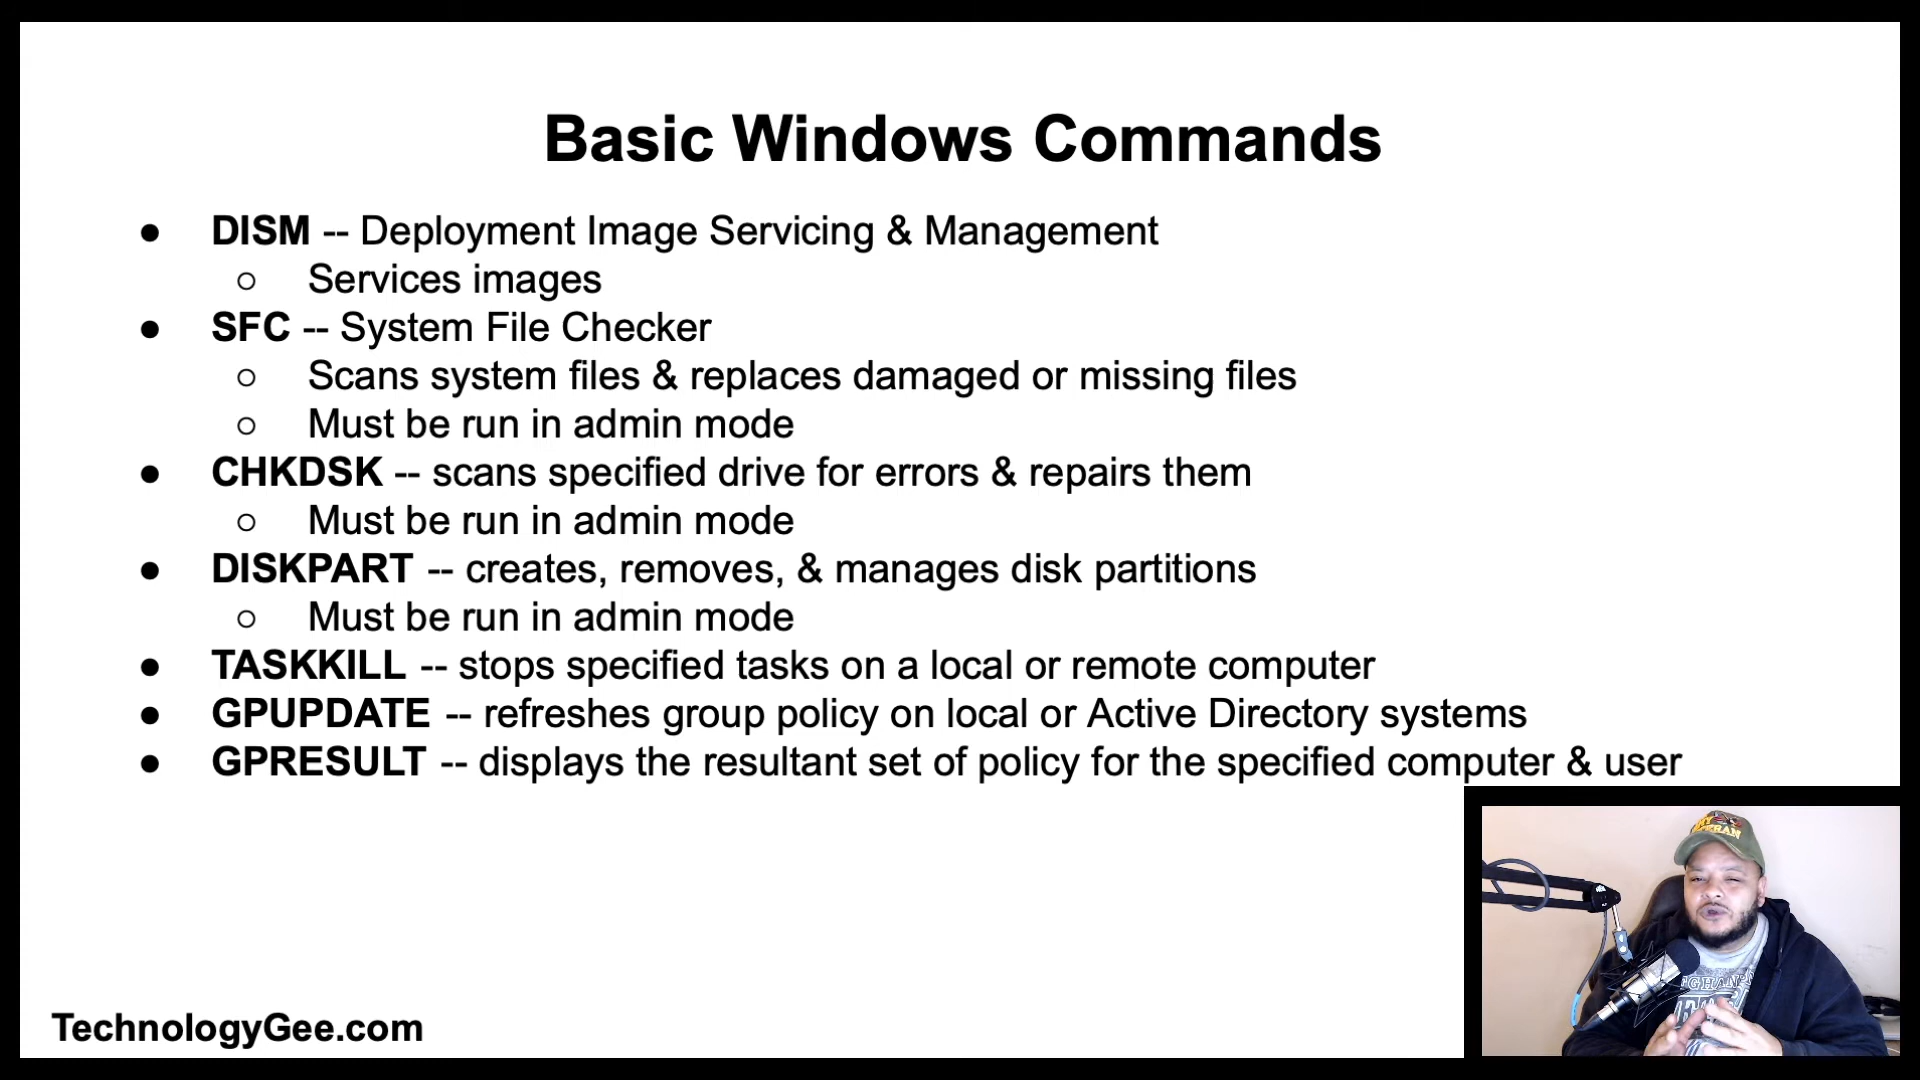 Basic Windows Commands
● DISM -- Deployment Image Servicing & Management
○ Services images
● SFC -- System File Checker
○ Scans system files & replaces damaged or missing files
○ Must be run in admin mode
● CHKDSK -- scans specified drive for errors & repairs them
○ Must be run in admin mode
● DISKPART -- creates, removes, & manages disk partitions
○ Must be run in admin mode
● TASKKILL -- stops specified tasks on a local or remote computer
● GPUPDATE -- refreshes group policy on local or Active Directory systems
● GPRESULT -- displays the resultant set of policy for the specified computer & user
TechnologyGee.com